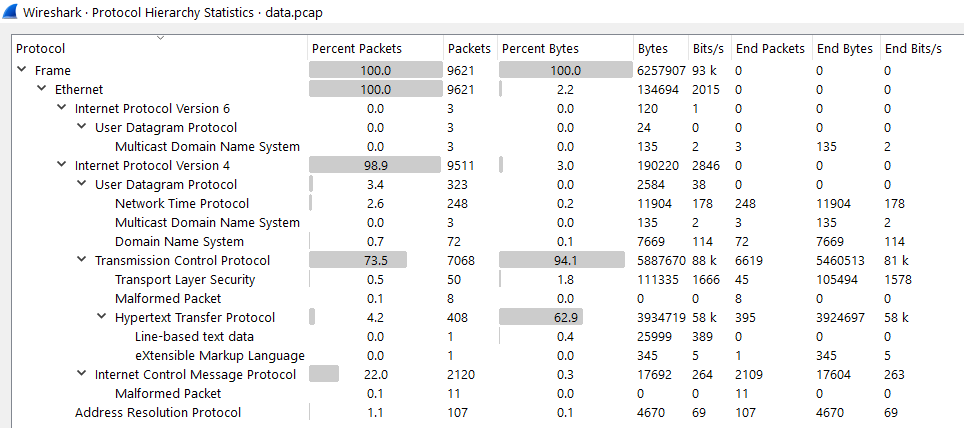 Wireshark · Protocol Hierarchy Statistics · data.pcap
Protocol Percent Packets Packets Percent Bytes Bytes Bits/s End Packets End Bytes End Bits/s
Frame 100.0 9621 100.0 6257907 93 k 0 0 0
Ethernet 100.0 9621 2.2 134694 2015 0 0 0
Internet Protocol Version 6 0.0 3 0.0 120 1 0 0 0
User Datagram Protocol 0.0 3 0.0 24 0 0 0 0
Multicast Domain Name System 0.0 3 0.0 135 2 3 135 2
Internet Protocol Version 4 98.9 9511 3.0 190220 2846 0 0 0
User Datagram Protocol 3.4 323 0.0 2584 38 0 0 0
Network Time Protocol 2.6 248 0.2 11904 178 248 11904 178
Multicast Domain Name System 0.0 3 0.0 135 2 3 135 2
Domain Name System 0.7 72 0.1 7669 114 72 7669 114
Transmission Control Protocol 73.5 7068 94.1 5887670 88 k 6619 5460513 81 k
Transport Layer Security 0.5 50 1.8 111335 1666 45 105494 1578
Malformed Packet 0.1 8 0.0 0 0 8 0 0
Hypertext Transfer Protocol 4.2 408 62.9 3934719 58 k 395 3924697 58 k
Line-based text data 0.0 1 0.4 25999 389 0 0 0
eXtensible Markup Language 0.0 1 0.0 345 5 1 345 5
Internet Control Message Protocol 22.0 2120 0.3 17692 264 2109 17604 263
Malformed Packet 0.1 11 0.0 0 0 11 0 0
Address Resolution Protocol 1.1 107 0.1 4670 69 107 4670 69